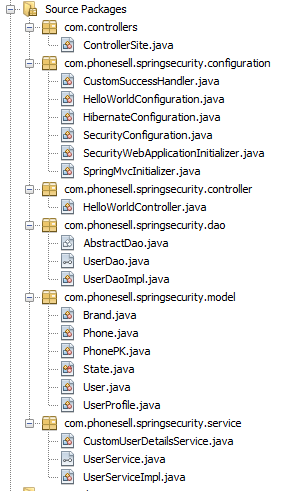 Source Packages
com.controllers
ControllerSite.java
com.phonesell.springsecurity.configuration
CustomSuccessHandler.java
HelloWorldConfiguration.java
HibernateConfiguration.java
SecurityConfiguration.java
SecurityWebApplicationInitializer.java
SpringMvcInitializer.java
com.phonesell.springsecurity.controller
HelloWorldController.java
com.phonesell.springsecurity.dao
AbstractDao.java
UserDao.java
UserDaoImpl.java
com.phonesell.springsecurity.model
Brand.java
Phone.java
PhonePK.java
State.java
User.java
UserProfile.java
com.phonesell.springsecurity.service
CustomUserDetailsService.java
UserService.java
UserServiceImpl.java